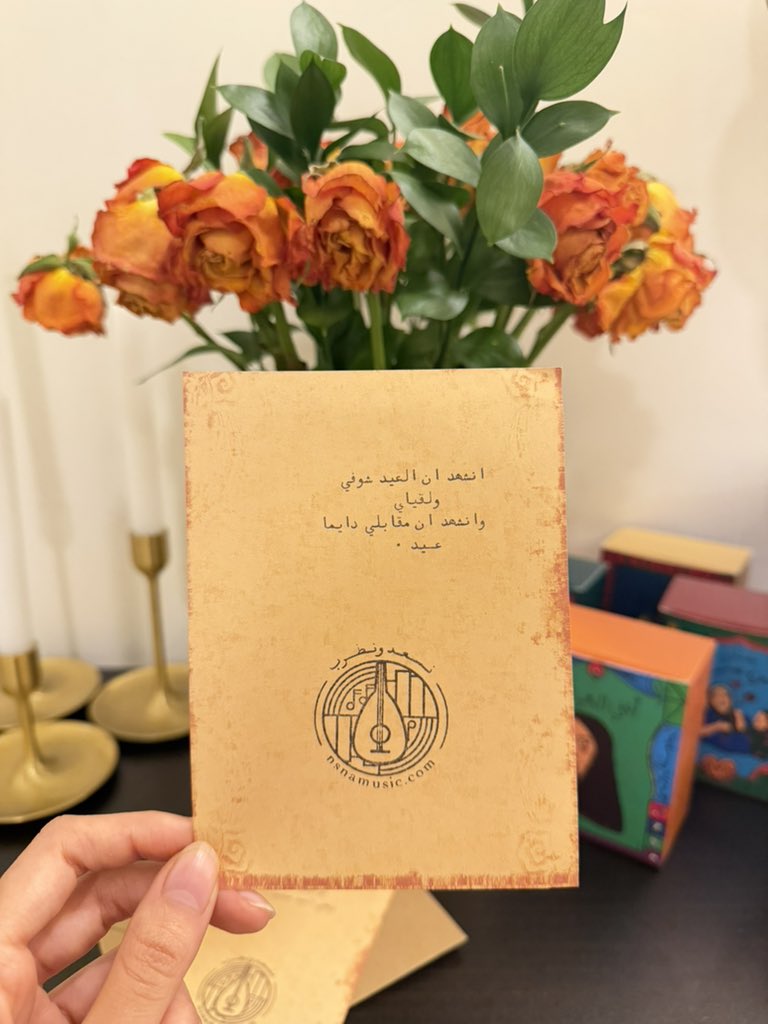 انشهد ان العيد شوفي
ولقياي
وانشهد ان مقابلي دايما
عيد .
نسعد ونطرب
nsnamusic.com